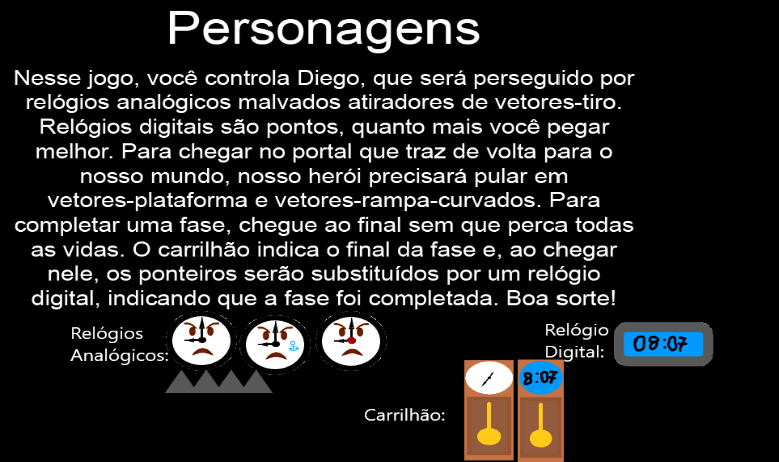 Personagens
Nesse jogo, você controla Diego, que será perseguido por
relógios analógicos malvados atiradores de vetores-tiro.
Relógios digitais são pontos, quanto mais você pegar
melhor. Para chegar no portal que traz de volta para o
nosso mundo, nosso herói precisará pular em
vetores-plataforma e vetores-rampa-curvados. Para
completar uma fase, chegue ao final sem que perca todas
as vidas. O carrilhão indica o final da fase e, ao chegar
nele, os ponteiros serão substituídos por um relógio
digital, indicando que a fase foi completada. Boa sorte!
Relógios
Analógicos:
Relógio
Digital:
08:07
Carrilhão:
8:07